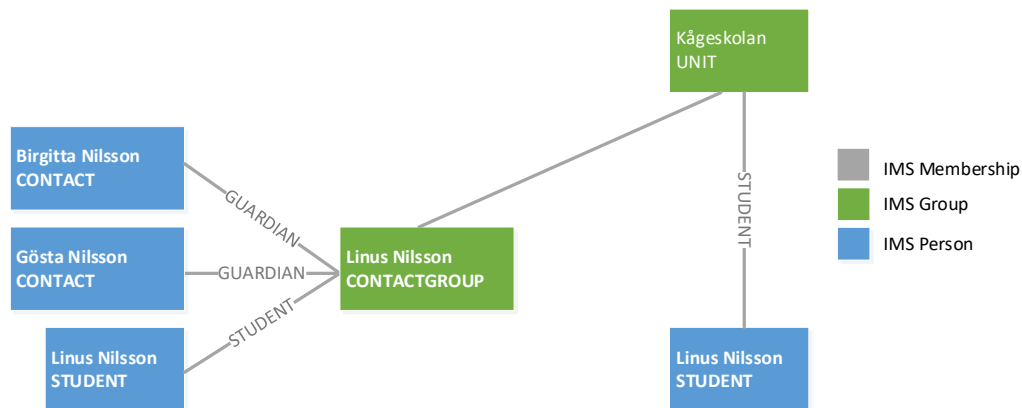 Kågeskolan
UNIT
Birgitta Nilsson
CONTACT
GUARDIAN
STUDENT
IMS Membership
IMS Group
IMS Person
Gösta Nilsson
CONTACT
GUARDIAN
Linus Nilsson
CONTACTGROUP
STUDENT
Linus Nilsson
STUDENT
Linus Nilsson
STUDENT